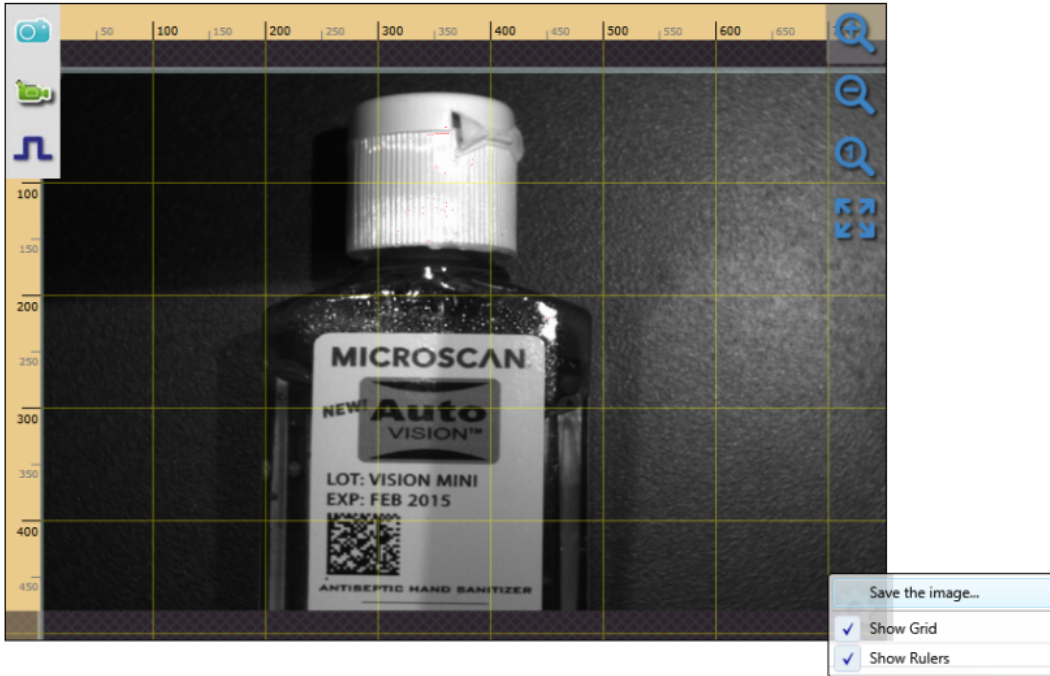 50 100 150 200 250 300 350 400 450 500 550 600 650
100
150
200
250
300
350
400
450
1
MICROSCAN
NEW! Auto
VISION™
LOT: VISION MINI
EXP: FEB 2015
ANTISEPTIC HAND SANITIZER
Save the image...
Show Grid
Show Rulers